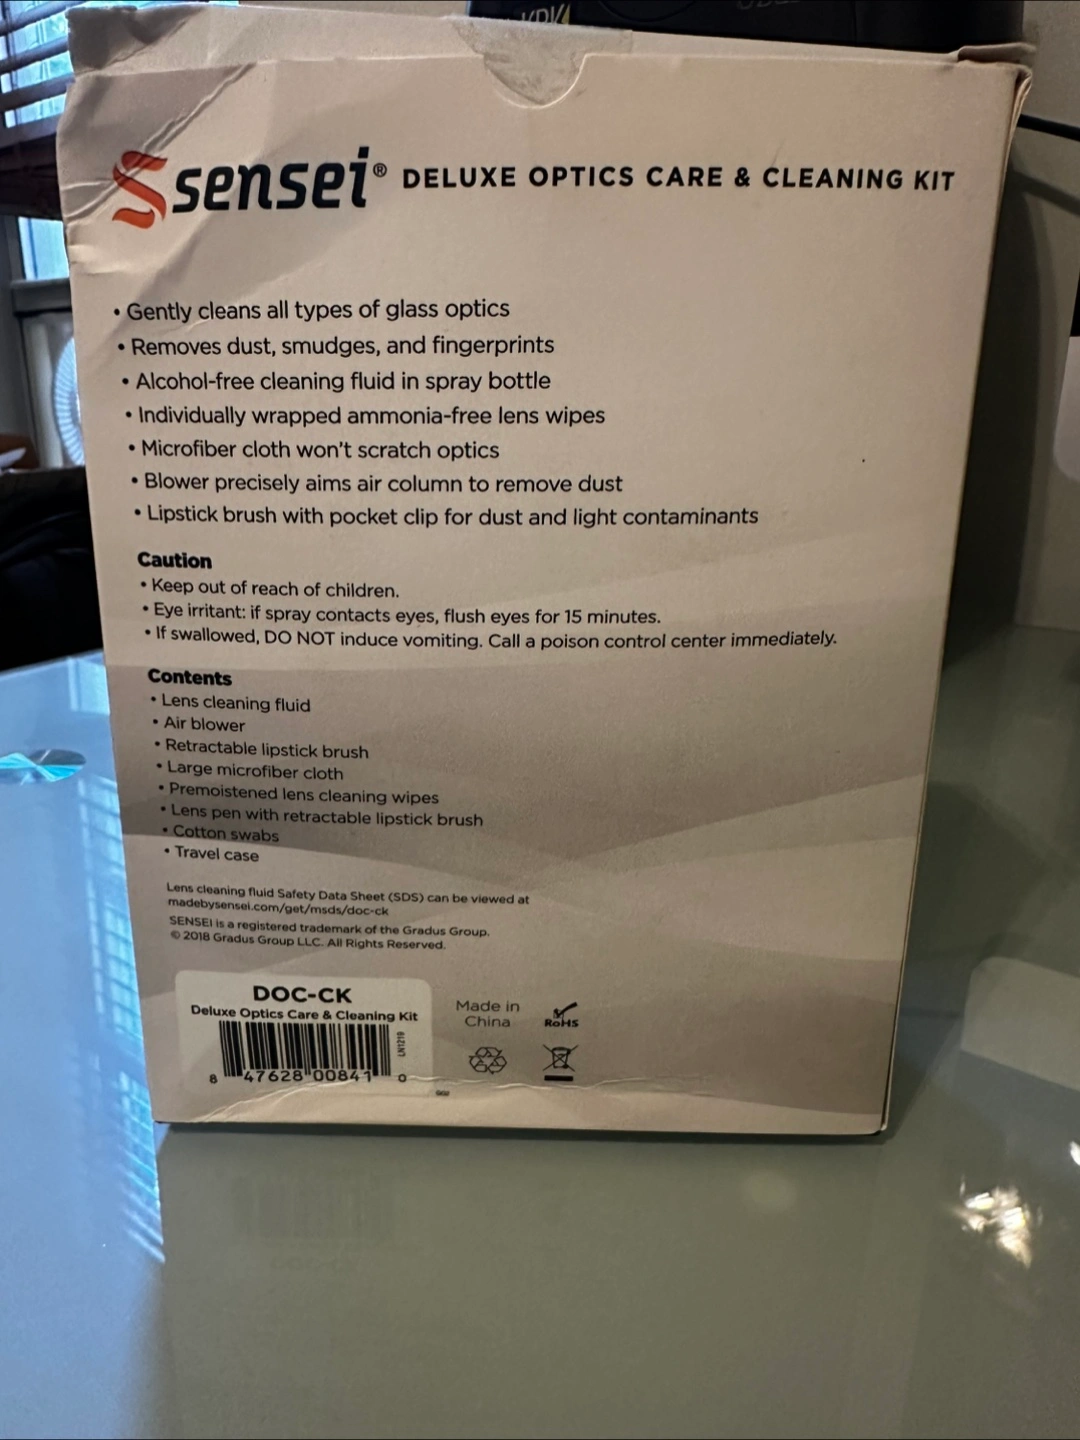 sensei® DELUXE OPTICS CARE & CLEANING KIT
• Gently cleans all types of glass optics
• Removes dust, smudges, and fingerprints
• Alcohol-free cleaning fluid in spray bottle
• Individually wrapped ammonia-free lens wipes
• Microfiber cloth won't scratch optics
• Blower precisely aims air column to remove dust
• Lipstick brush with pocket clip for dust and light contaminants
Caution
• Keep out of reach of children.
• Eye irritant: if spray contacts eyes, flush eyes for 15 minutes.
• If swallowed, DO NOT induce vomiting. Call a poison control center immediately.
Contents
• Lens cleaning fluid
• Air blower
• Retractable lipstick brush
• Large microfiber cloth
• Premoistened lens cleaning wipes
• Lens pen with retractable lipstick brush
• Cotton swabs
• Travel case
Lens cleaning fluid Safety Data Sheet (SDS) can be viewed at
madebysensei.com/get/msds/doc-ck
SENSEI is a registered trademark of the Gradus Group.
© 2018 Gradus Group LLC. All Rights Reserved.
DOC-CK
Deluxe Optics Care & Cleaning Kit
LN1219
8 47628 00841 0
Made in
China
RoHS